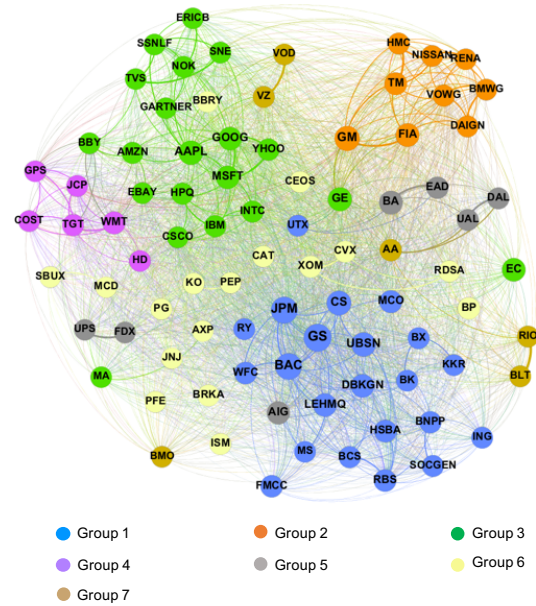 ERICB
SSNLF
SNE
VOD
HMC
NISSAN
RENA
NOK
TVS
TM
BMWG
BBRY
VZ
VOWG
GARTNER
DAIGN
GOOG
GM
FIA
BBY
AMZN
AAPL
YHOO
GPS
MSFT
JCP
CEOS
EBAY
HPQ
GE
BA
EAD
DAL
COST
TGT
WMT
IBM
INTC
UTX
UAL
CSCO
HD
CAT
CVX
AA
XOM
RDSA
EC
SBUX
MCD
KO
PEP
PG
JPM
CS
MCO
BP
UPS
FDX
AXP
RY
GS
UBSN
BX
RIO
JNJ
WFC
BAC
KKR
MA
DBKGN
BK
BLT
PFE
BRKA
LEHMQ
AIG
HSBA
BNPP
ISM
ING
BMO
MS
BCS
SOCGEN
FMCC
RBS
Group 1
Group 2
Group 3
Group 4
Group 5
Group 6
Group 7